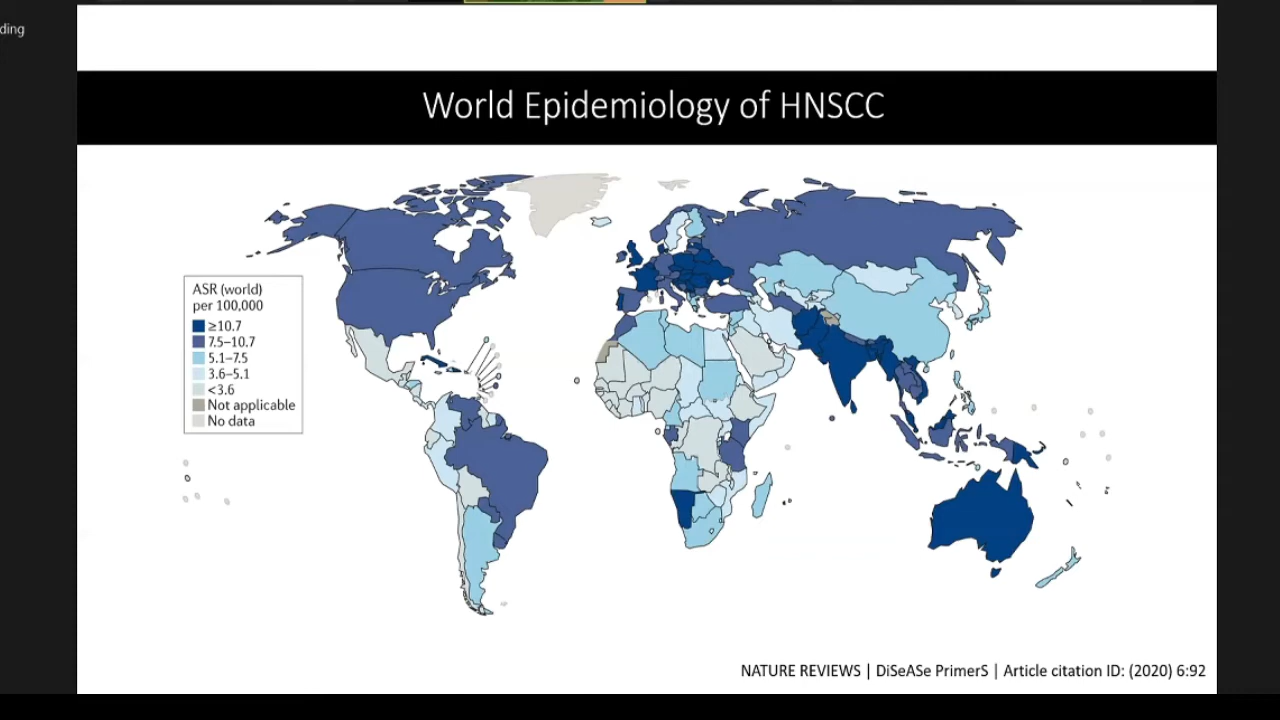 ding
World Epidemiology of HNSCC
ASR (world)
per 100,000
≥10.7
7.5–10.7
5.1–7.5
3.6–5.1
<3.6
Not applicable
No data
NATURE REVIEWS | DiSeASe PrimerS | Article citation ID: (2020) 6:92